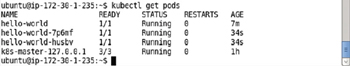 ubuntu@ip-172-30-1-235:~$ kubectl get pods
NAME READY STATUS RESTARTS AGE
hello-world 1/1 Running 0 7m
hello-world-7p6mf 1/1 Running 0 34s
hello-world-husbv 1/1 Running 0 34s
k8s-master-127.0.0.1 3/3 Running 0 1h
ubuntu@ip-172-30-1-235:~$